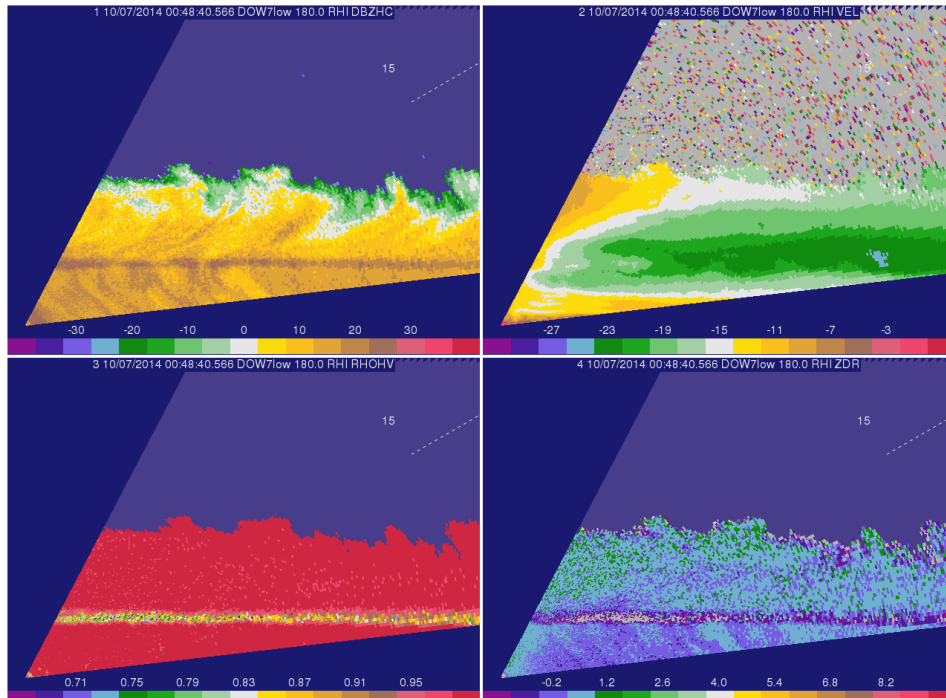 1 10/07/2014 00:48:40.566 DOW7low 180.0 RHI DBZHC
15
-30 -20 -10 0 10 20 30
2 10/07/2014 00:48:40.566 DOW7low 180.0 RHI VEL
15
-27 -23 -19 -15 -11 -7 -3
3 10/07/2014 00:48:40.566 DOW7low 180.0 RHI RHOHV
15
0.71 0.75 0.79 0.83 0.87 0.91 0.95
4 10/07/2014 00:48:40.566 DOW7low 180.0 RHI ZDR
15
-0.2 1.2 2.6 4.0 5.4 6.8 8.2